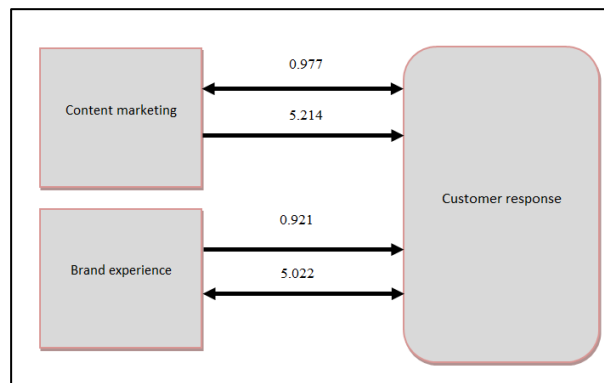 0.977
Content marketing
5.214
Customer response
0.921
Brand experience
5.022